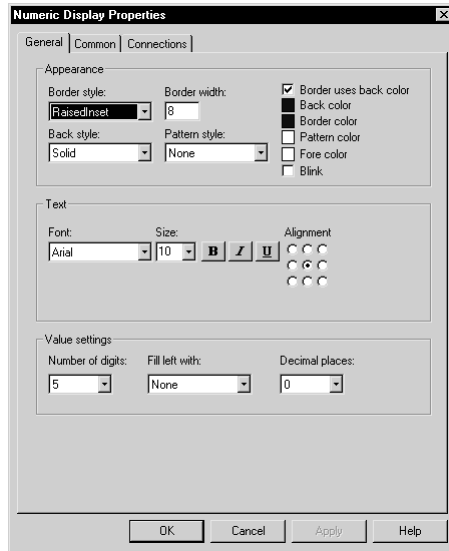 Numeric Display Properties
General Common Connections
Appearance
Border style: Border width:
RaisedInset 8
Border uses back color
Back color
Border color
Back style: Pattern style:
Solid None
Pattern color
Fore color
Blink
Text
Font: Size: Alignment
Arial 10 B I U
Value settings
Number of digits: Fill left with: Decimal places:
5 None 0
OK Cancel Apply Help